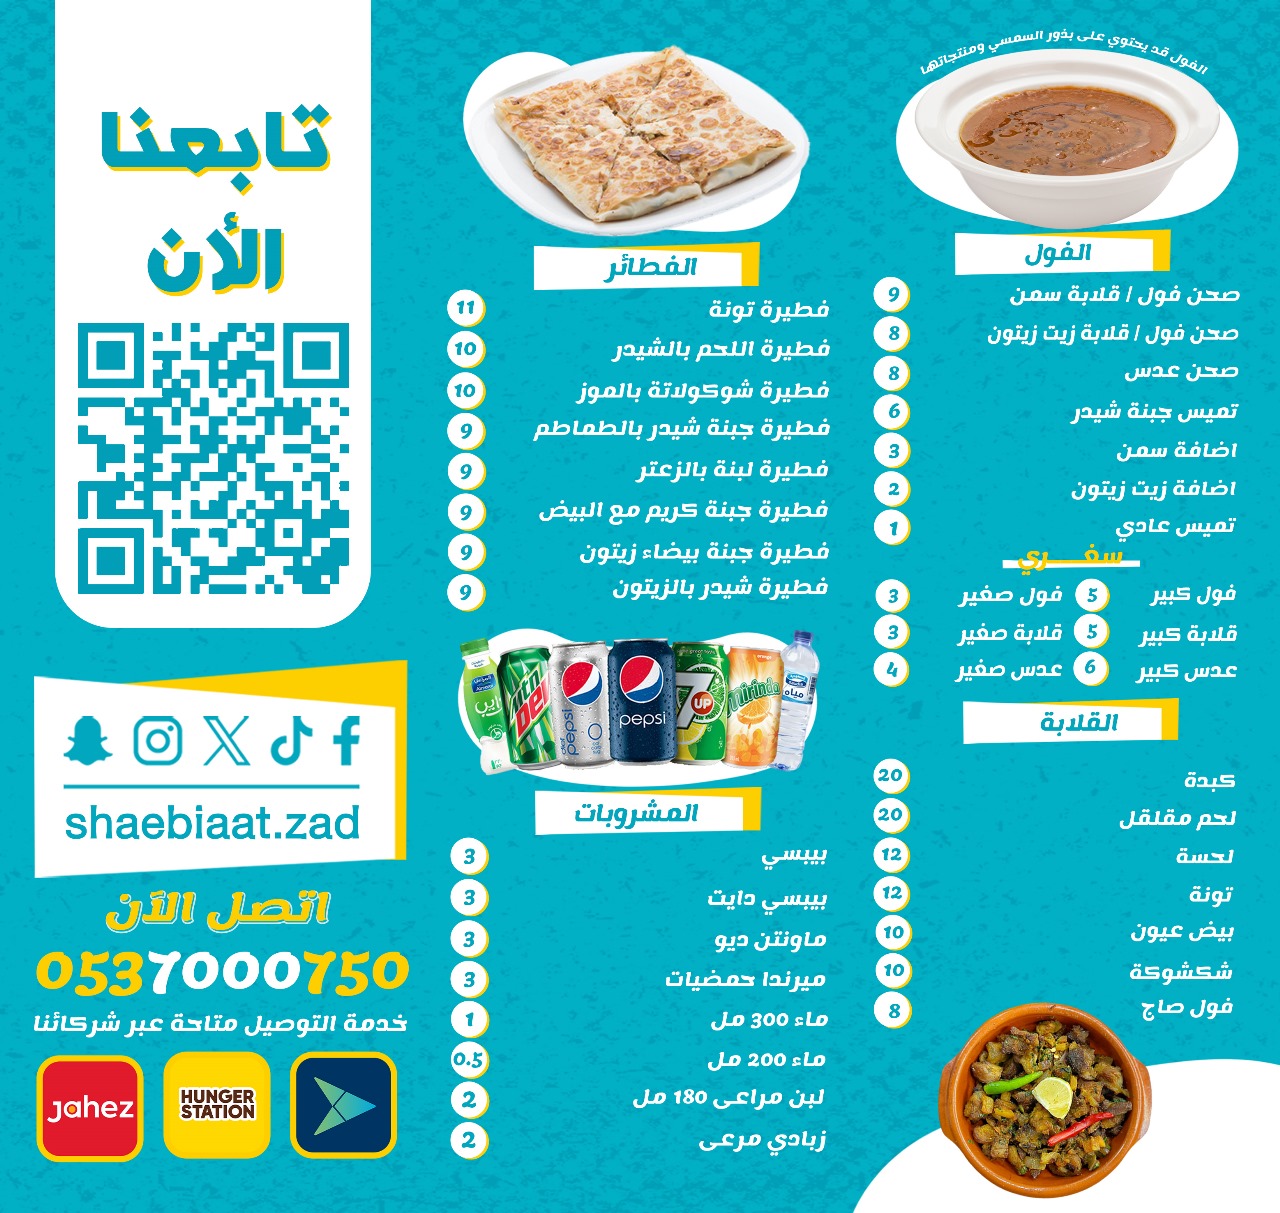 الفول قد يحتوي على بذور السمسي ومنتجاتها
الفول
صحن فول / قلابة سمن 9
صحن فول / قلابة زيت زيتون 8
صحن عدس 8
تميس جبنة شيدر 6
اضافة سمن 3
اضافة زيت زيتون 2
تميس عادي 1
سفري
فول كبير 5 فول صغير 3
قلابة كبير 5 قلابة صغير 3
عدس كبير 6 عدس صغير 4
القلابة
كبدة 20
لحم مقلقل 20
لحسة 12
تونة 12
بيض عيون 10
شكشوكة 10
فول صاج 8
الفطائر
فطيرة تونة 11
فطيرة اللحم بالشيدر 10
فطيرة شوكولاتة بالموز 10
فطيرة جبنة شيدر بالطماطم 9
فطيرة لبنة بالزعتر 9
فطيرة جبنة كريم مع البيض 9
فطيرة جبنة بيضاء زيتون 9
فطيرة شيدر بالزيتون 9
pepsi
diet pepsi
7UP
mirinda
مياه
المشروبات
بيبسي 3
بيبسي دايت 3
ماونتن ديو 3
ميرندا حمضيات 3
ماء 300 مل 1
ماء 200 مل 0.5
لبن مراعى 180 مل 2
زبادي مرعى 2
تابعنا
الأن
shaebiaat.zad
اتصل الآن
0537000750
خدمة التوصيل متاحة عبر شركائنا
Jahez
HUNGER
STATION